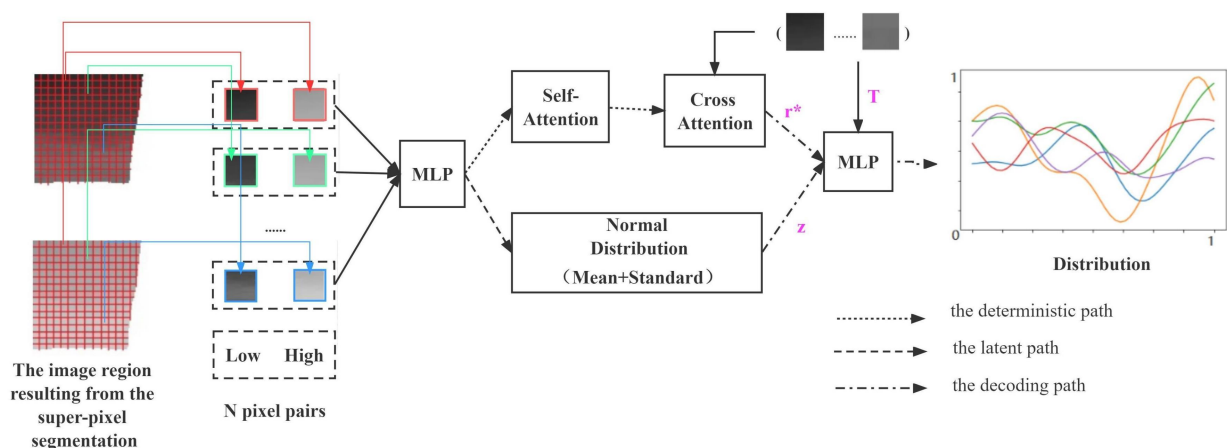 ( ...... )
Self-
Attention
Cross
Attention
r*
T
MLP
MLP
Normal
Distribution
(Mean+Standard)
z
......
Low High
N pixel pairs
The image region
resulting from the
super-pixel
segmentation
1
0
1
Distribution
the deterministic path
the latent path
the decoding path